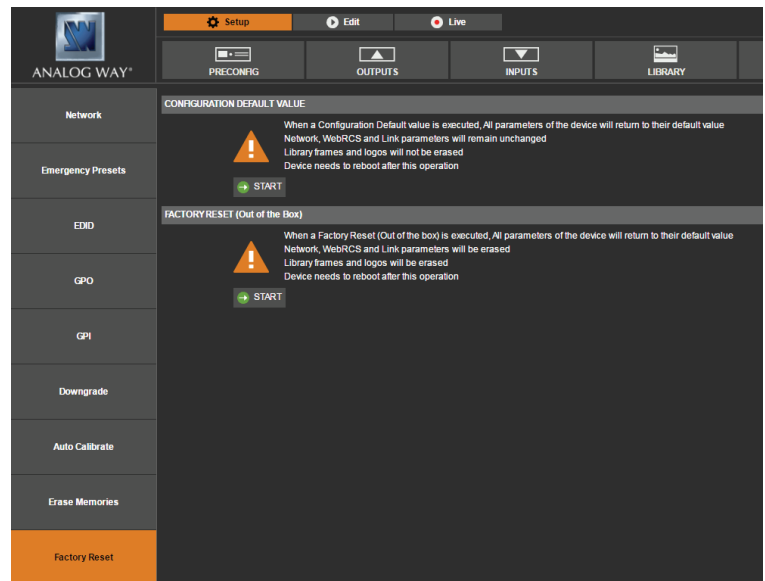 Setup
Edit
Live
ANALOG WAY®
PRECONFIG
OUTPUTS
INPUTS
LIBRARY
Network
Emergency Presets
EDID
GPO
GPI
Downgrade
Auto Calibrate
Erase Memories
Factory Reset
CONFIGURATION DEFAULT VALUE
When a Configuration Default value is executed, All parameters of the device will return to their default value
Network, WebRCS and Link parameters will remain unchanged
Library frames and logos will not be erased
Device needs to reboot after this operation
START
FACTORY RESET (Out of the Box)
When a Factory Reset (Out of the box) is executed, All parameters of the device will return to their default value
Network, WebRCS and Link parameters will be erased
Library frames and logos will be erased
Device needs to reboot after this operation
START